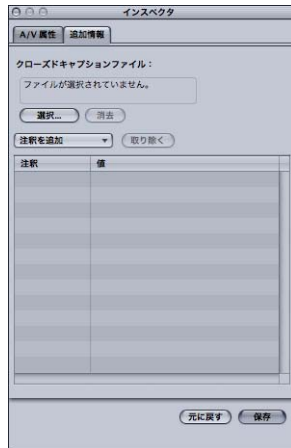 インスペクタ
A/V 属性 追加情報
クローズドキャプションファイル：
ファイルが選択されていません。
選択... 消去
注釈を追加 取り除く
注釈 値
元に戻す 保存